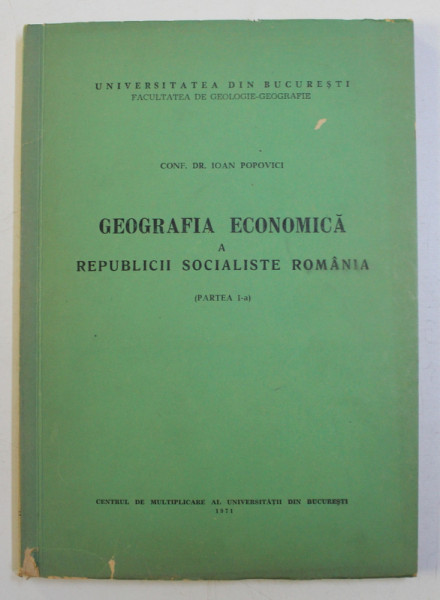 UNIVERSITATEA DIN BUCUREȘTI
FACULTATEA DE GEOLOGIE-GEOGRAFIE
CONF. DR. IOAN POPOVICI
GEOGRAFIA ECONOMICĂ
A
REPUBLICII SOCIALISTE ROMÂNIA
(PARTEA I-a)
CENTRUL DE MULTIPLICARE AL UNIVERSITĂȚII DIN BUCUREȘTI
1971